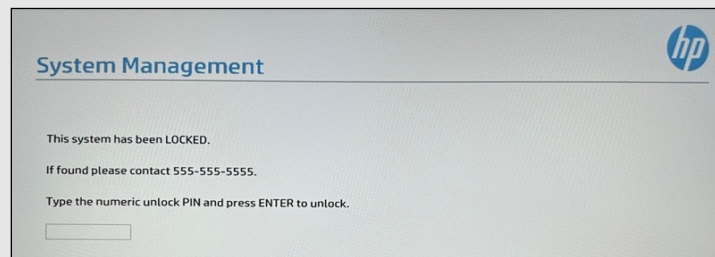 hp
System Management
This system has been LOCKED.
If found please contact 555-555-5555.
Type the numeric unlock PIN and press ENTER to unlock.